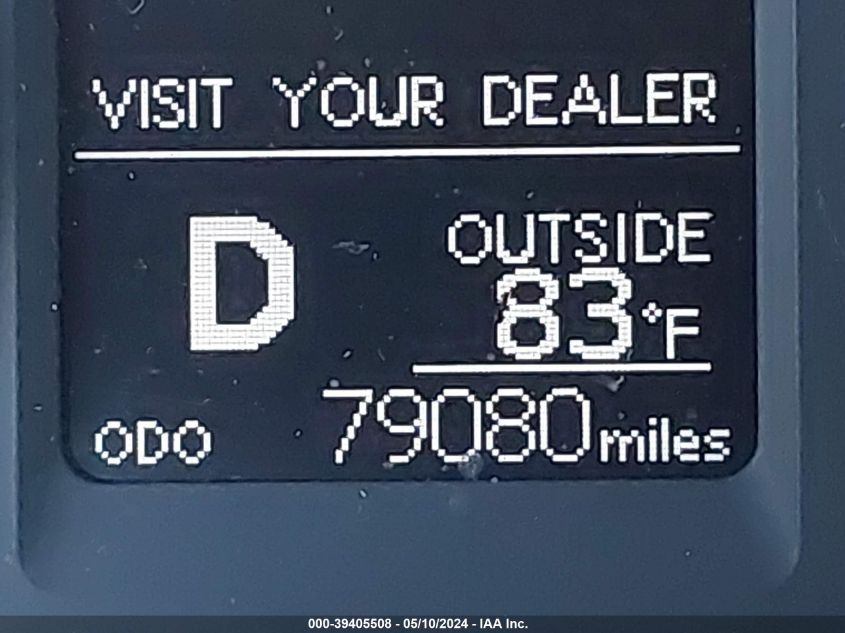 VISIT YOUR DEALER
D
OUTSIDE
83°F
ODO 79080 miles
000-39405508 - 05/10/2024 - IAA Inc.